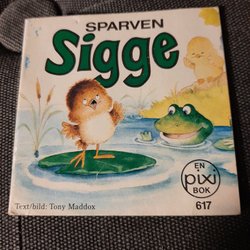 SPARVEN
Sigge
Text/bild: Tony Maddox
EN
pixi
BOK
617